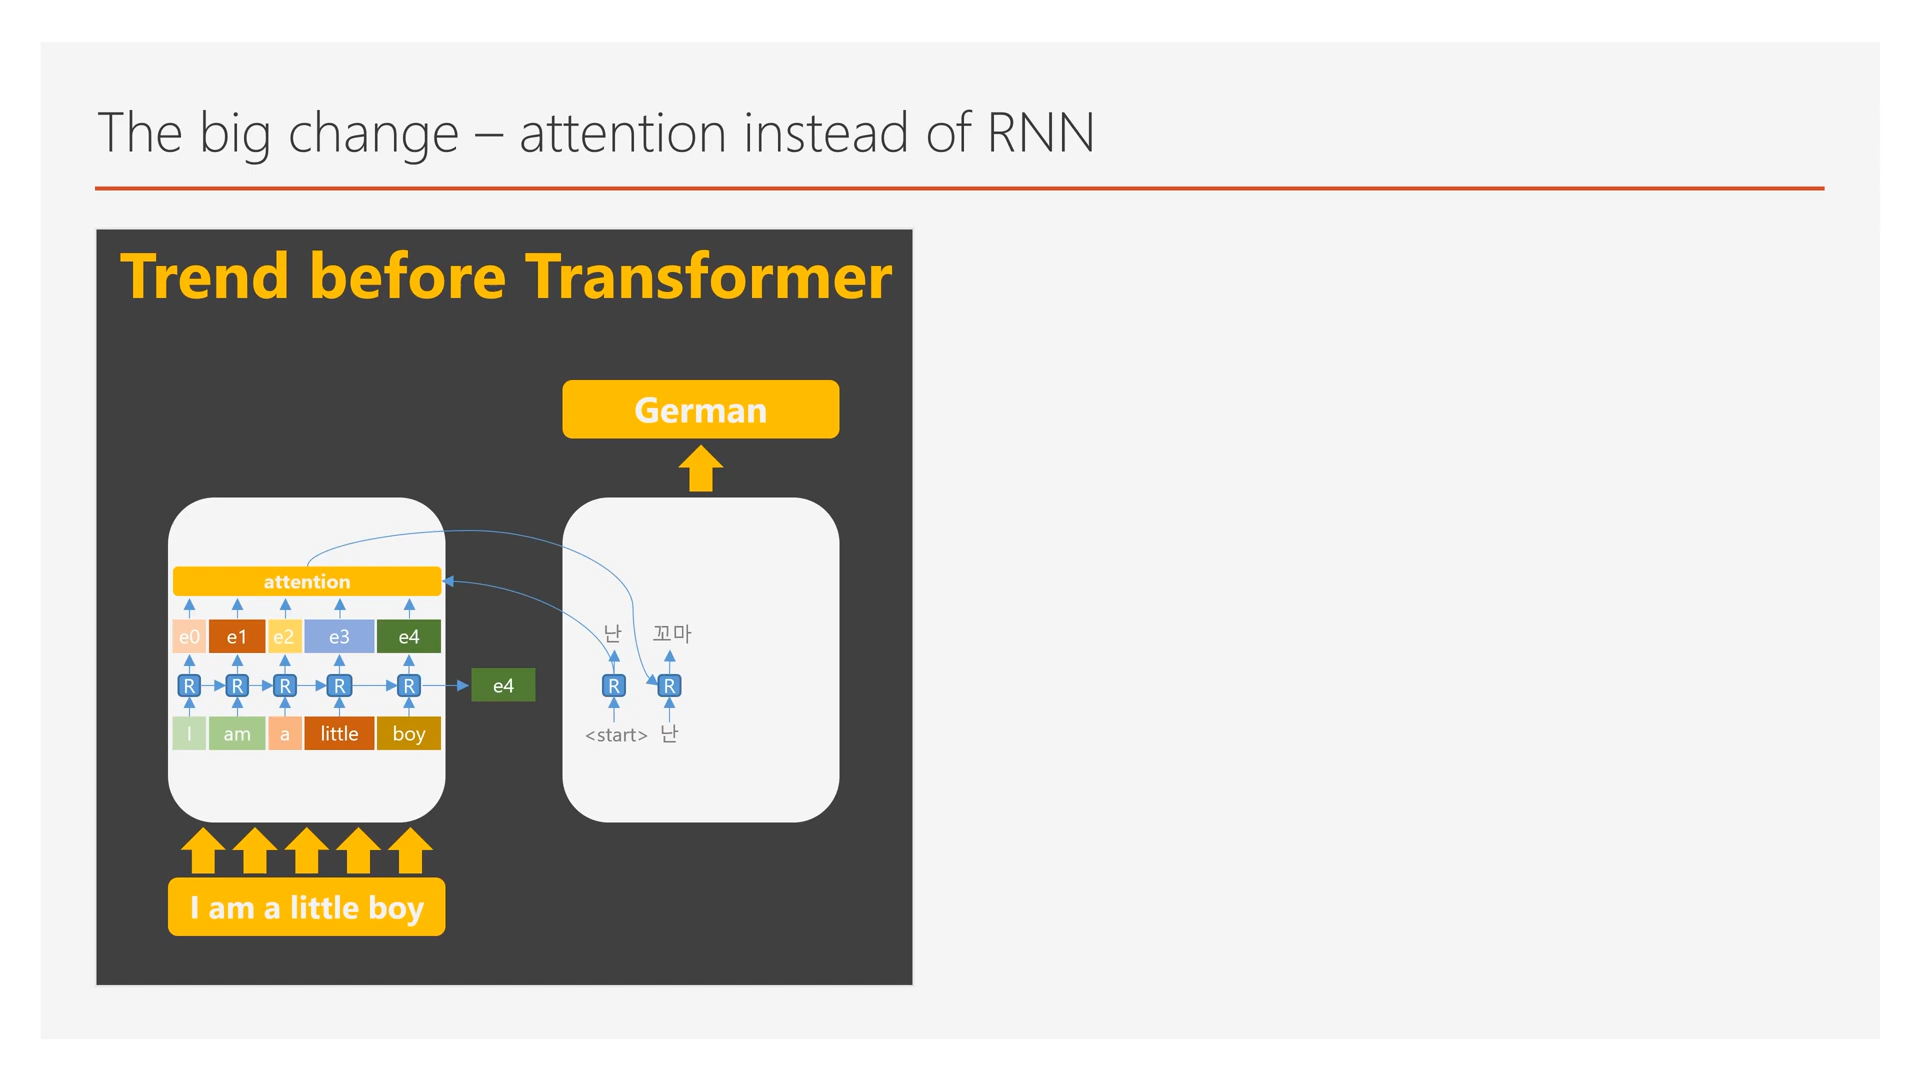 The big change – attention instead of RNN
Trend before Transformer
German
attention
난 꼬마
e0 e1 e2 e3 e4
R R R R R e4 R R
I am a little boy <start> 난
I am a little boy